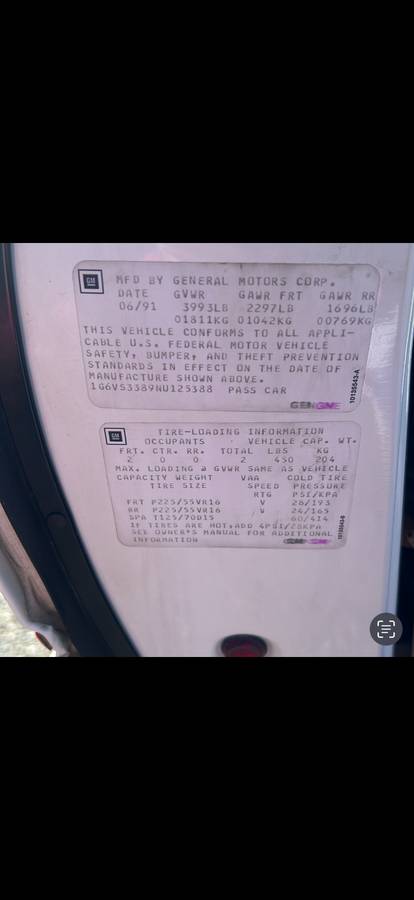 GM
MFD BY GENERAL MOTORS CORP.
DATE GVWR GAWR FRT GAWR RR
06/91 3993LB 2297LB 1696LB
01811KG 01042KG 00769KG
THIS VEHICLE CONFORMS TO ALL APPLI-
CABLE U.S. FEDERAL MOTOR VEHICLE
SAFETY, BUMPER, AND THEFT PREVENTION
STANDARDS IN EFFECT ON THE DATE OF
MANUFACTURE SHOWN ABOVE.
1G6VS3389NU125388 PASS CAR
10135543-A
GM
TIRE-LOADING INFORMATION
OCCUPANTS VEHICLE CAP. WT.
FRT. CTR. RR. TOTAL LBS KG
2 0 0 2 450 204
MAX. LOADING @ GVWR SAME AS VEHICLE
CAPACITY WEIGHT VAA COLD TIRE
TIRE SIZE SPEED PRESSURE
RTG PSI/KPA
FRT P225/55VR16 V 28/193
RR P225/55VR16 V 24/165
SPA T125/70D15 60/414
IF TIRES ARE HOT,ADD 4PSI/28KPA
SEE OWNER'S MANUAL FOR ADDITIONAL
INFORMATION